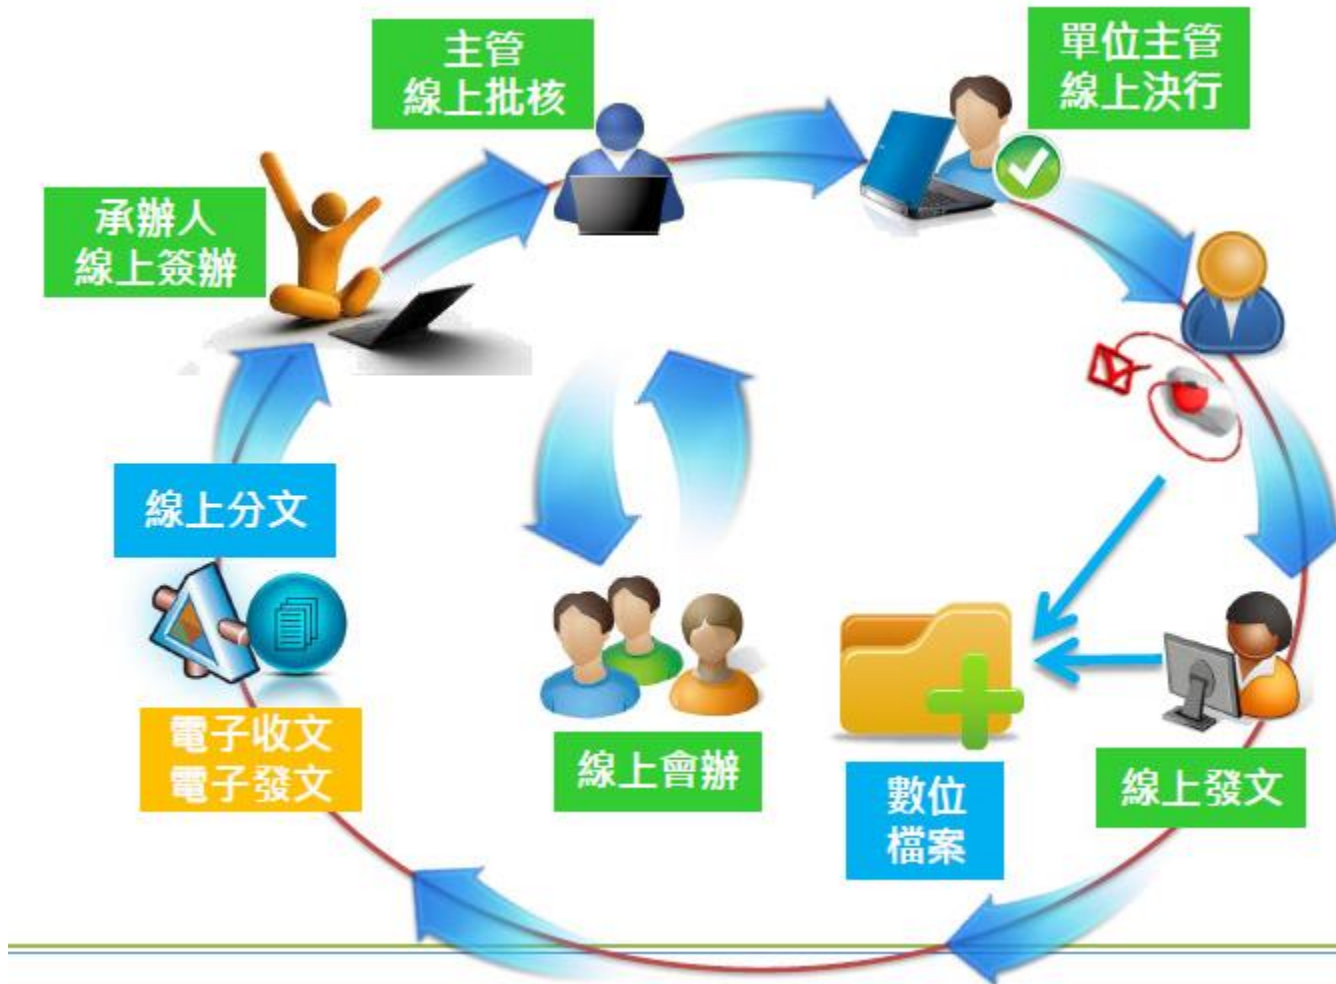 主管
線上批核
單位主管
線上決行
承辦人
線上簽辦
線上分文
電子收文
電子發文
線上會辦
數位
檔案
線上發文